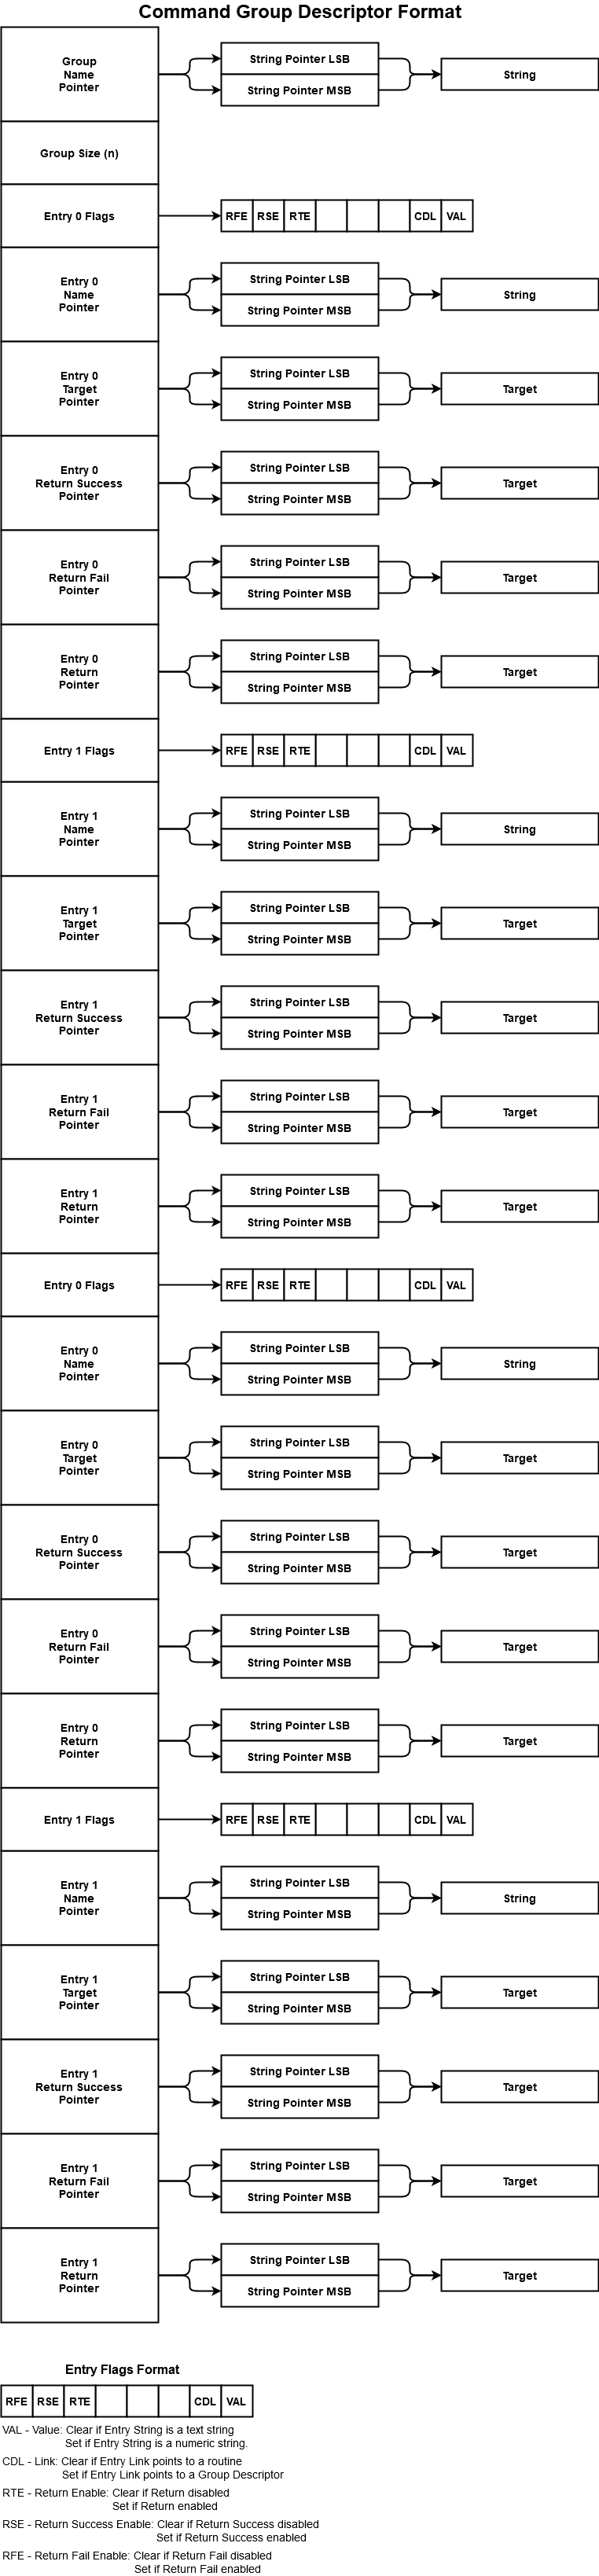 Command Group Descriptor Format
Group
Name
Pointer
String Pointer LSB
String Pointer MSB
String
Group Size (n)
Entry 0 Flags
RFE RSE RTE CDL VAL
Entry 0
Name
Pointer
String Pointer LSB
String Pointer MSB
String
Entry 0
Target
Pointer
String Pointer LSB
String Pointer MSB
Target
Entry 0
Return Success
Pointer
String Pointer LSB
String Pointer MSB
Target
Entry 0
Return Fail
Pointer
String Pointer LSB
String Pointer MSB
Target
Entry 0
Return
Pointer
String Pointer LSB
String Pointer MSB
Target
Entry 1 Flags
RFE RSE RTE CDL VAL
Entry 1
Name
Pointer
String Pointer LSB
String Pointer MSB
String
Entry 1
Target
Pointer
String Pointer LSB
String Pointer MSB
Target
Entry 1
Return Success
Pointer
String Pointer LSB
String Pointer MSB
Target
Entry 1
Return Fail
Pointer
String Pointer LSB
String Pointer MSB
Target
Entry 1
Return
Pointer
String Pointer LSB
String Pointer MSB
Target
Entry 0 Flags
RFE RSE RTE CDL VAL
Entry 0
Name
Pointer
String Pointer LSB
String Pointer MSB
String
Entry 0
Target
Pointer
String Pointer LSB
String Pointer MSB
Target
Entry 0
Return Success
Pointer
String Pointer LSB
String Pointer MSB
Target
Entry 0
Return Fail
Pointer
String Pointer LSB
String Pointer MSB
Target
Entry 0
Return
Pointer
String Pointer LSB
String Pointer MSB
Target
Entry 1 Flags
RFE RSE RTE CDL VAL
Entry 1
Name
Pointer
String Pointer LSB
String Pointer MSB
String
Entry 1
Target
Pointer
String Pointer LSB
String Pointer MSB
Target
Entry 1
Return Success
Pointer
String Pointer LSB
String Pointer MSB
Target
Entry 1
Return Fail
Pointer
String Pointer LSB
String Pointer MSB
Target
Entry 1
Return
Pointer
String Pointer LSB
String Pointer MSB
Target
Entry Flags Format
RFE RSE RTE CDL VAL
VAL - Value: Clear if Entry String is a text string
Set if Entry String is a numeric string.
CDL - Link: Clear if Entry Link points to a routine
Set if Entry Link points to a Group Descriptor
RTE - Return Enable: Clear if Return disabled
Set if Return enabled
RSE - Return Success Enable: Clear if Return Success disabled
Set if Return Success enabled
RFE - Return Fail Enable: Clear if Return Fail disabled
Set if Return Fail enabled